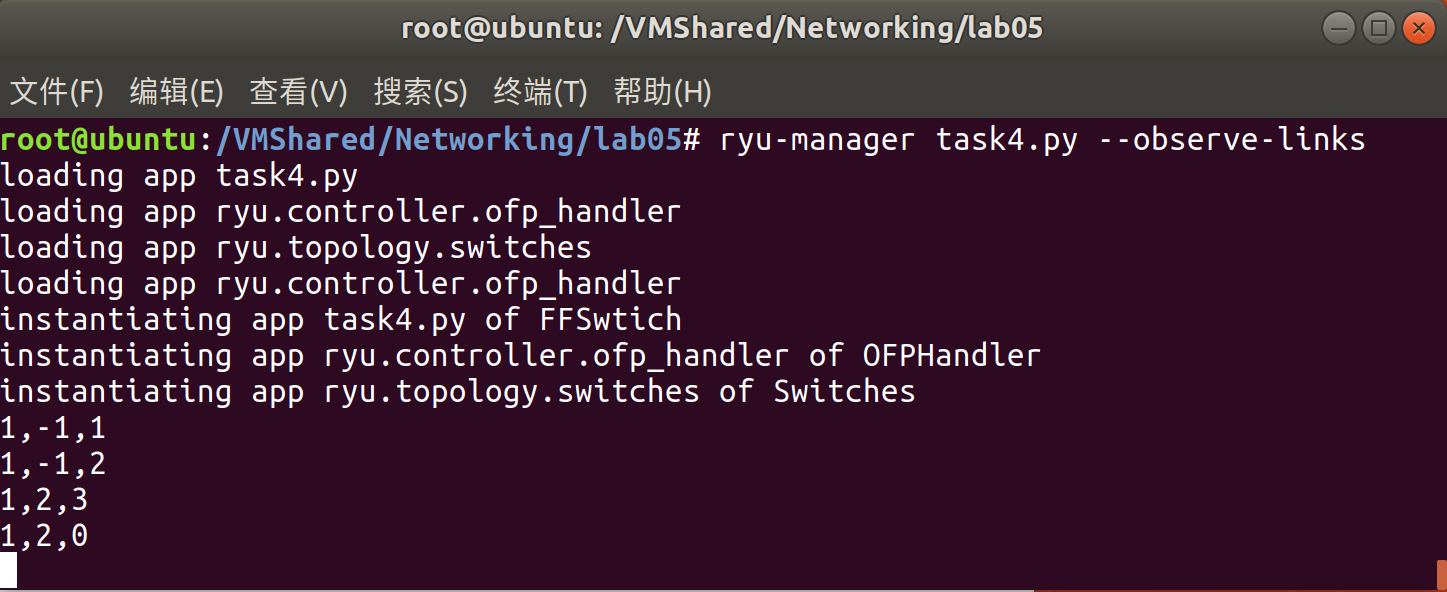 root@ubuntu: /VMShared/Networking/lab05
文件(F) 编辑(E) 查看(V) 搜索(S) 终端(T) 帮助(H)
root@ubuntu:/VMShared/Networking/lab05# ryu-manager task4.py --observe-links
loading app task4.py
loading app ryu.controller.ofp_handler
loading app ryu.topology.switches
loading app ryu.controller.ofp_handler
instantiating app task4.py of FFSwtich
instantiating app ryu.controller.ofp_handler of OFPHandler
instantiating app ryu.topology.switches of Switches
1,-1,1
1,-1,2
1,2,3
1,2,0